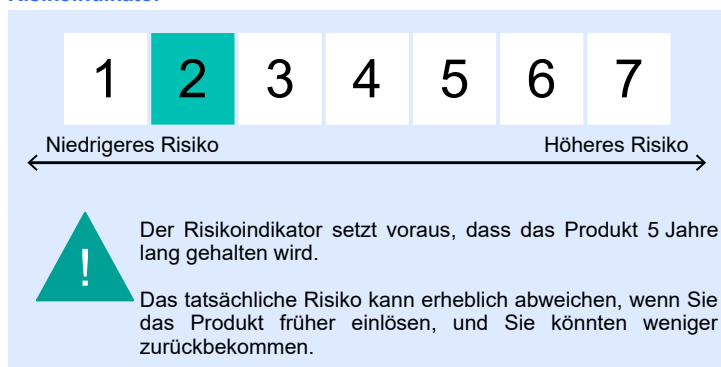 Risikoindikator
1 2 3 4 5 6 7
Niedrigeres Risiko Höheres Risiko
!
Der Risikoindikator setzt voraus, dass das Produkt 5 Jahre
lang gehalten wird.
Das tatsächliche Risiko kann erheblich abweichen, wenn Sie
das Produkt früher einlösen, und Sie könnten weniger
zurückbekommen.